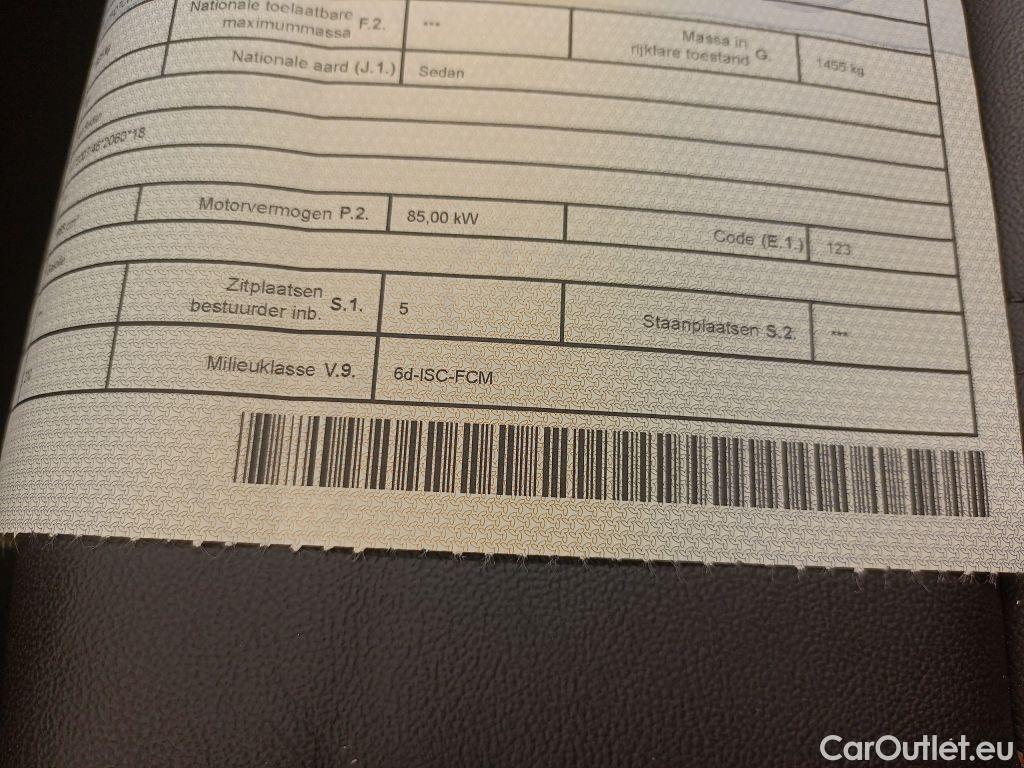 Nationale toelaatbare
maximummassa F.2.
***
Massa in
rijklare toestand G.
1455 kg
Nationale aard (J.1.)
Sedan
Motorvermogen P.2.
85,00 kW
Code (E.1.)
123
Zitplaatsen
bestuurder inb. S.1.
5
Staanplaatsen S.2.
***
Milieuklasse V.9.
6d-ISC-FCM
CarOutlet.eu